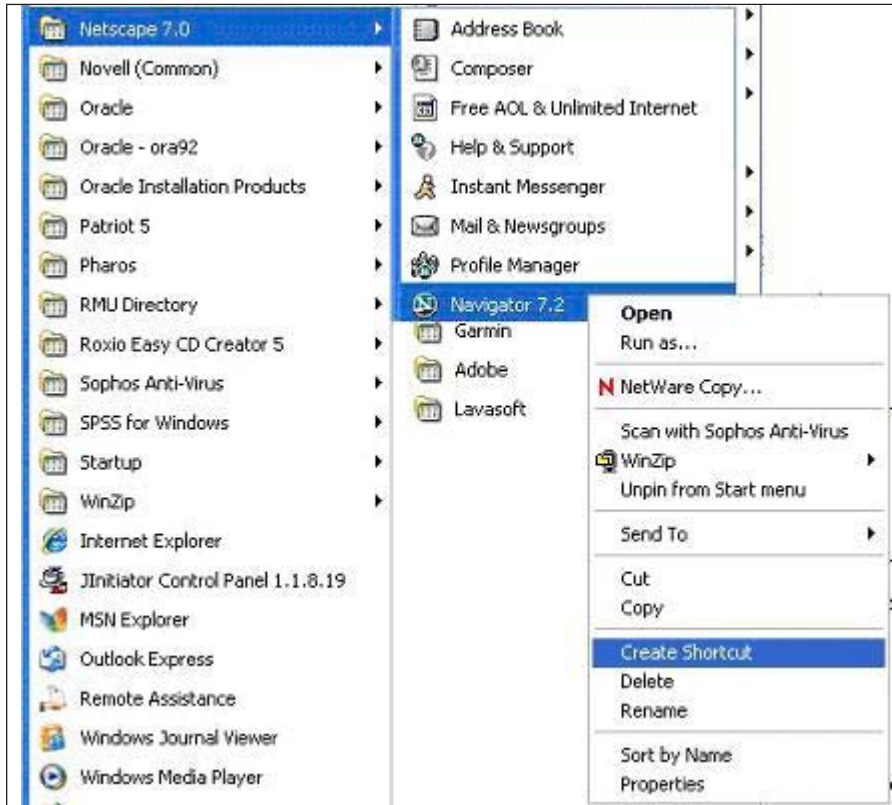 Netscape 7.0
Novell (Common)
Oracle
Oracle - ora92
Oracle Installation Products
Patriot 5
Pharos
RMU Directory
Roxio Easy CD Creator 5
Sophos Anti-Virus
SPSS for Windows
Startup
WinZip
Internet Explorer
JInitiator Control Panel 1.1.8.19
MSN Explorer
Outlook Express
Remote Assistance
Windows Journal Viewer
Windows Media Player
Address Book
Composer
Free AOL & Unlimited Internet
Help & Support
Instant Messenger
Mail & Newsgroups
Profile Manager
Navigator 7.2
Garmin
Adobe
Lavasoft
Open
Run as...
NetWare Copy...
Scan with Sophos Anti-Virus
WinZip
Unpin from Start menu
Send To
Cut
Copy
Create Shortcut
Delete
Rename
Sort by Name
Properties